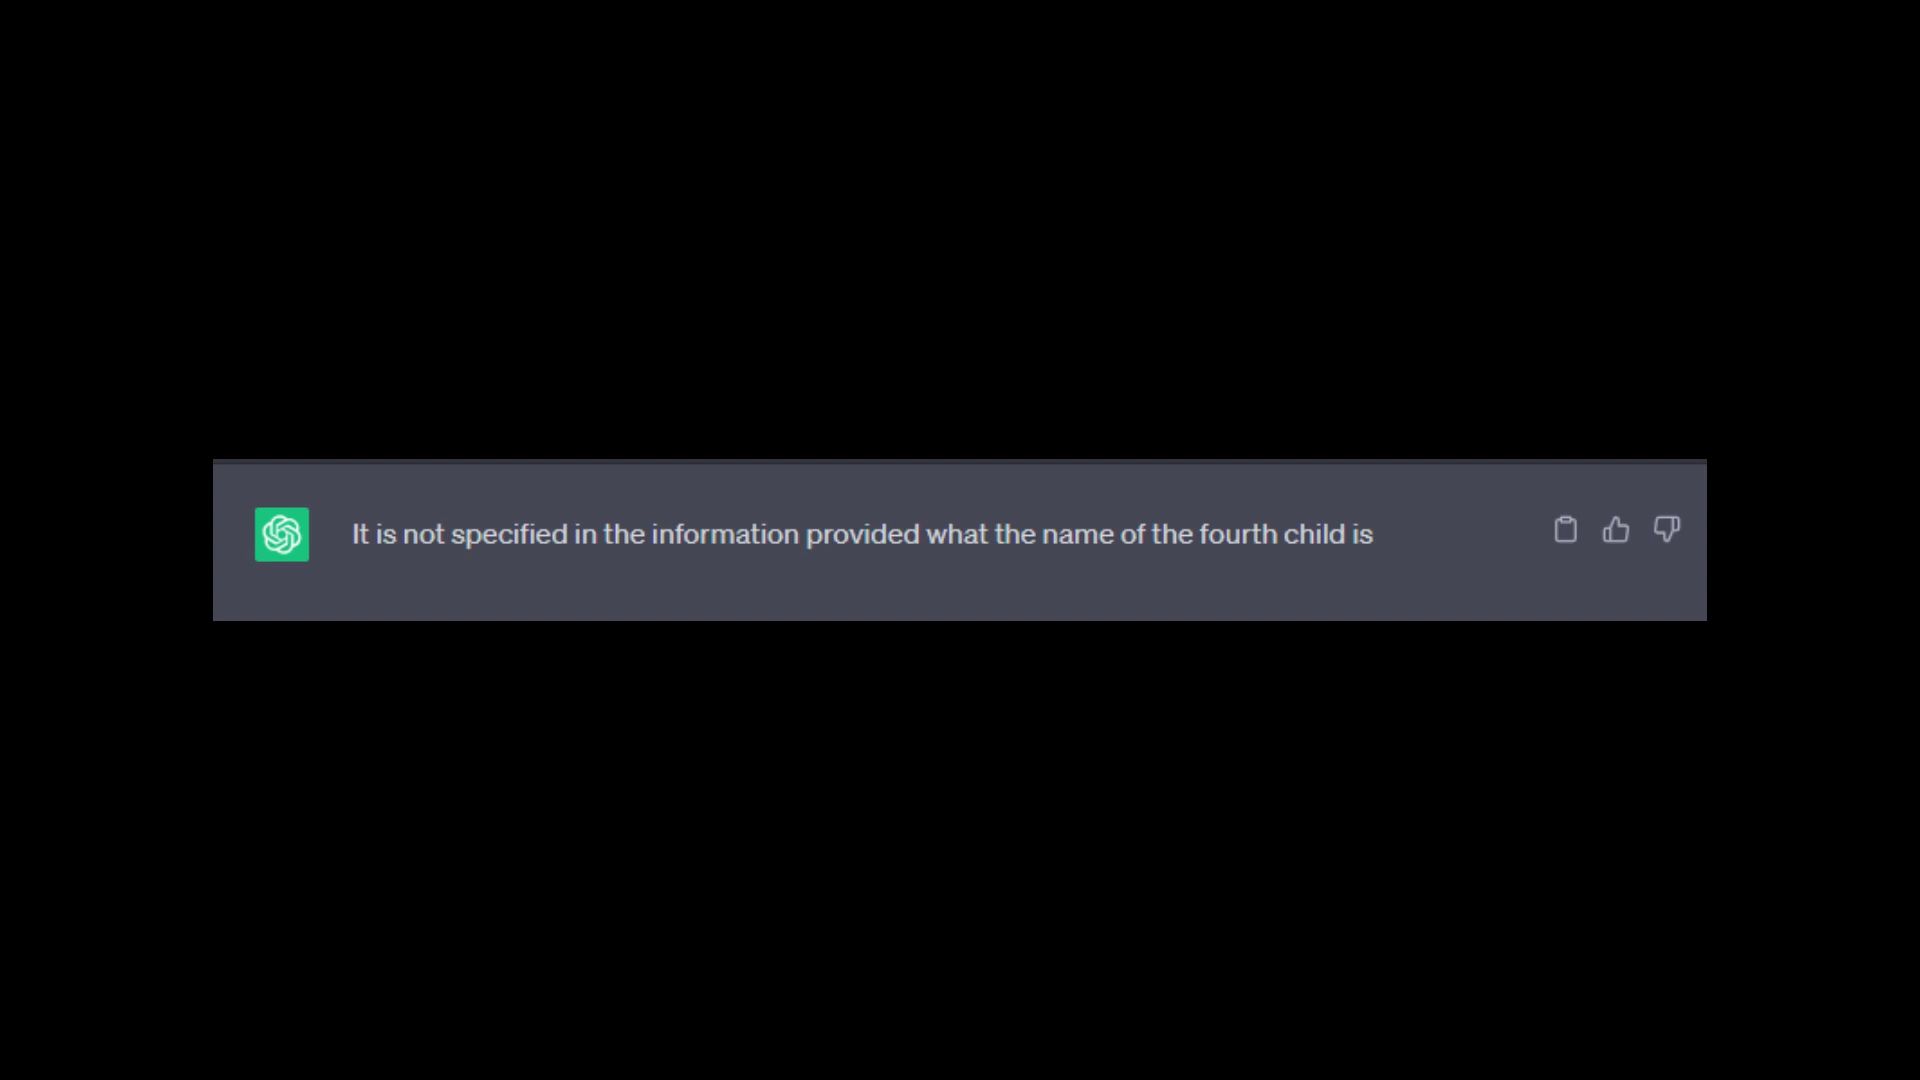 It is not specified in the information provided what the name of the fourth child is